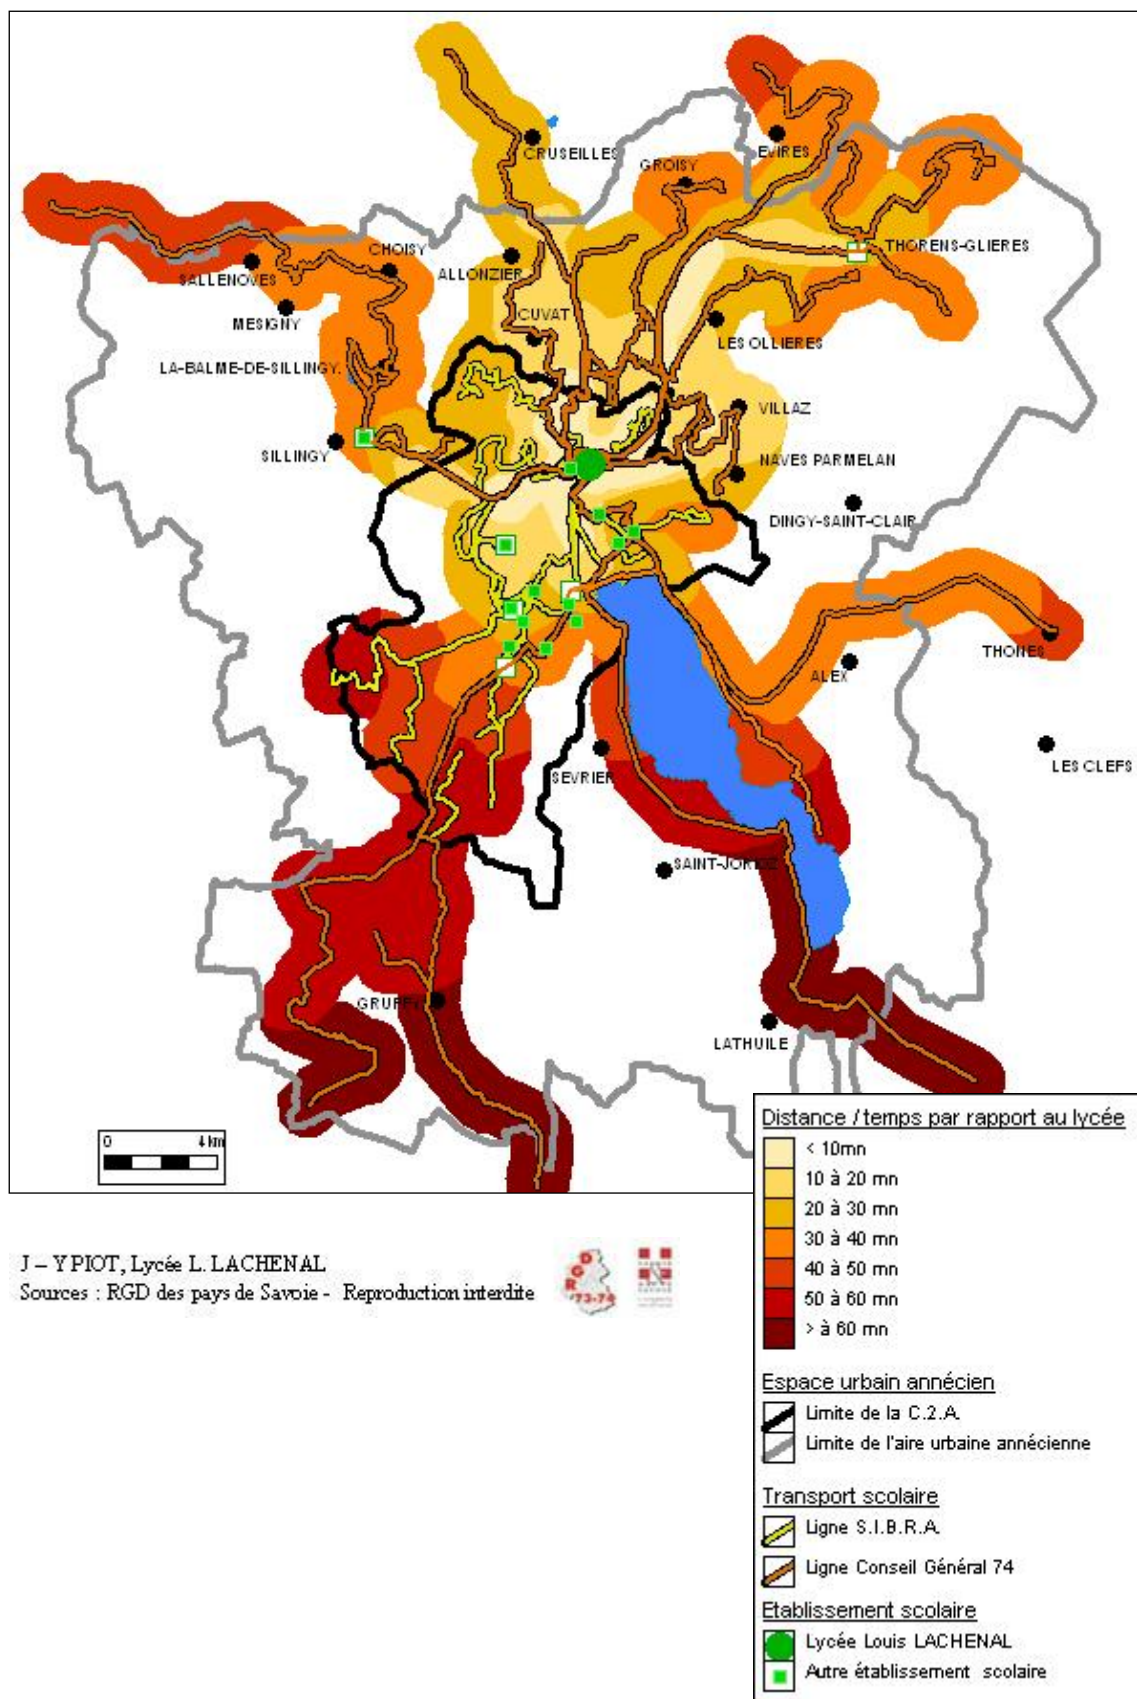 CRUSEILLES
EVIRES
GROISY
THORENS-GLIERES
CHOISY
ALLONZIER
SALLENOVES
MESIGNY
CUVAT
LES OLLIERES
LA-BALME-DE-SILLINGY.
VILLAZ
SILLINGY
NAVES PARMELAN
DINGY-SAINT-CLAIR
THONES
ALEX
LES CLEFS
SEVRIER
SAINT-JORIOZ
GRUFFY
LATHUILE
0 4 km
Distance / temps par rapport au lycée
< 10mn
10 à 20 mn
20 à 30 mn
30 à 40 mn
40 à 50 mn
50 à 60 mn
> à 60 mn
Espace urbain annécien
Limite de la C.2.A.
Limite de l'aire urbaine annécienne
Transport scolaire
Ligne S.I.B.R.A.
Ligne Conseil Général 74
Etablissement scolaire
Lycée Louis LACHENAL
Autre établissement scolaire
J – Y PIOT, Lycée L. LACHENAL
Sources : RGD des pays de Savoie - Reproduction interdite
RGD
73-74